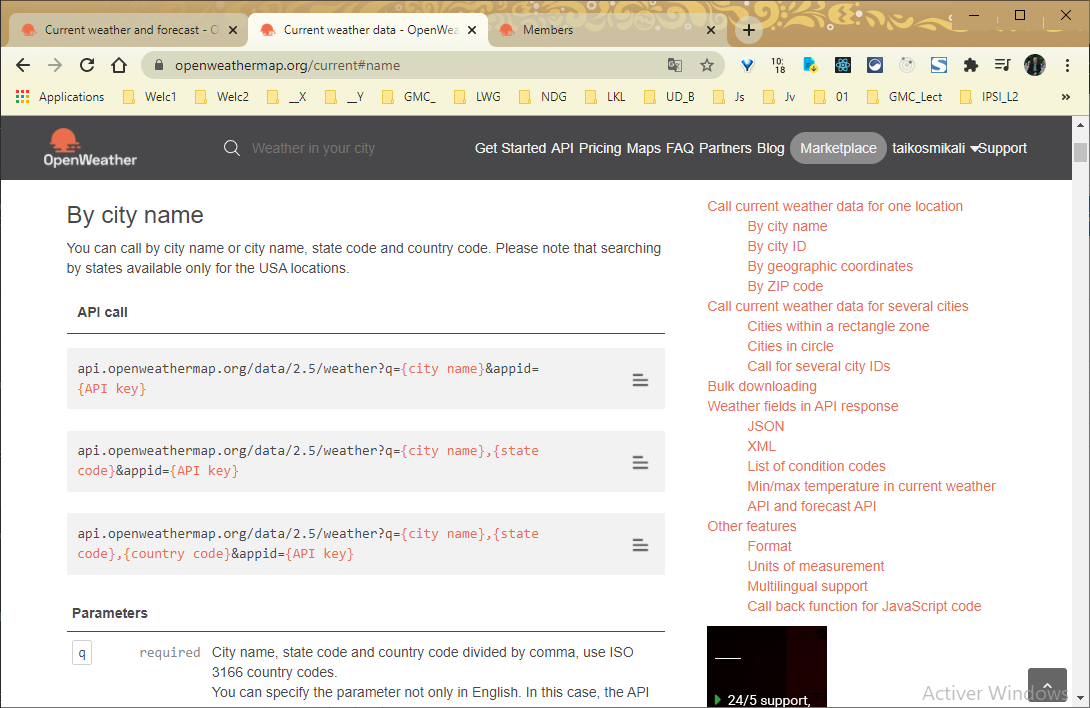 Current weather and forecast - O
Current weather data - OpenWea
Members
openweathermap.org/current#name
10:
18
Applications
Welc1
Welc2
__X
__Y
GMC_
LWG
NDG
LKL
UD_B
Js
Jv
01
GMC_Lect
IPSI_L2
»
OpenWeather
Weather in your city
Get Started API Pricing Maps FAQ Partners Blog Marketplace taikosmikali Support
By city name
You can call by city name or city name, state code and country code. Please note that searching
by states available only for the USA locations.
API call
api.openweathermap.org/data/2.5/weather?q={city name}&appid=
{API key}
api.openweathermap.org/data/2.5/weather?q={city name},{state
code}&appid={API key}
api.openweathermap.org/data/2.5/weather?q={city name},{state
code},{country code}&appid={API key}
Parameters
q required City name, state code and country code divided by comma, use ISO
3166 country codes.
You can specify the parameter not only in English. In this case, the API
Call current weather data for one location
By city name
By city ID
By geographic coordinates
By ZIP code
Call current weather data for several cities
Cities within a rectangle zone
Cities in circle
Call for several city IDs
Bulk downloading
Weather fields in API response
JSON
XML
List of condition codes
Min/max temperature in current weather
API and forecast API
Other features
Format
Units of measurement
Multilingual support
Call back function for JavaScript code
24/5 support,
Activer Windows